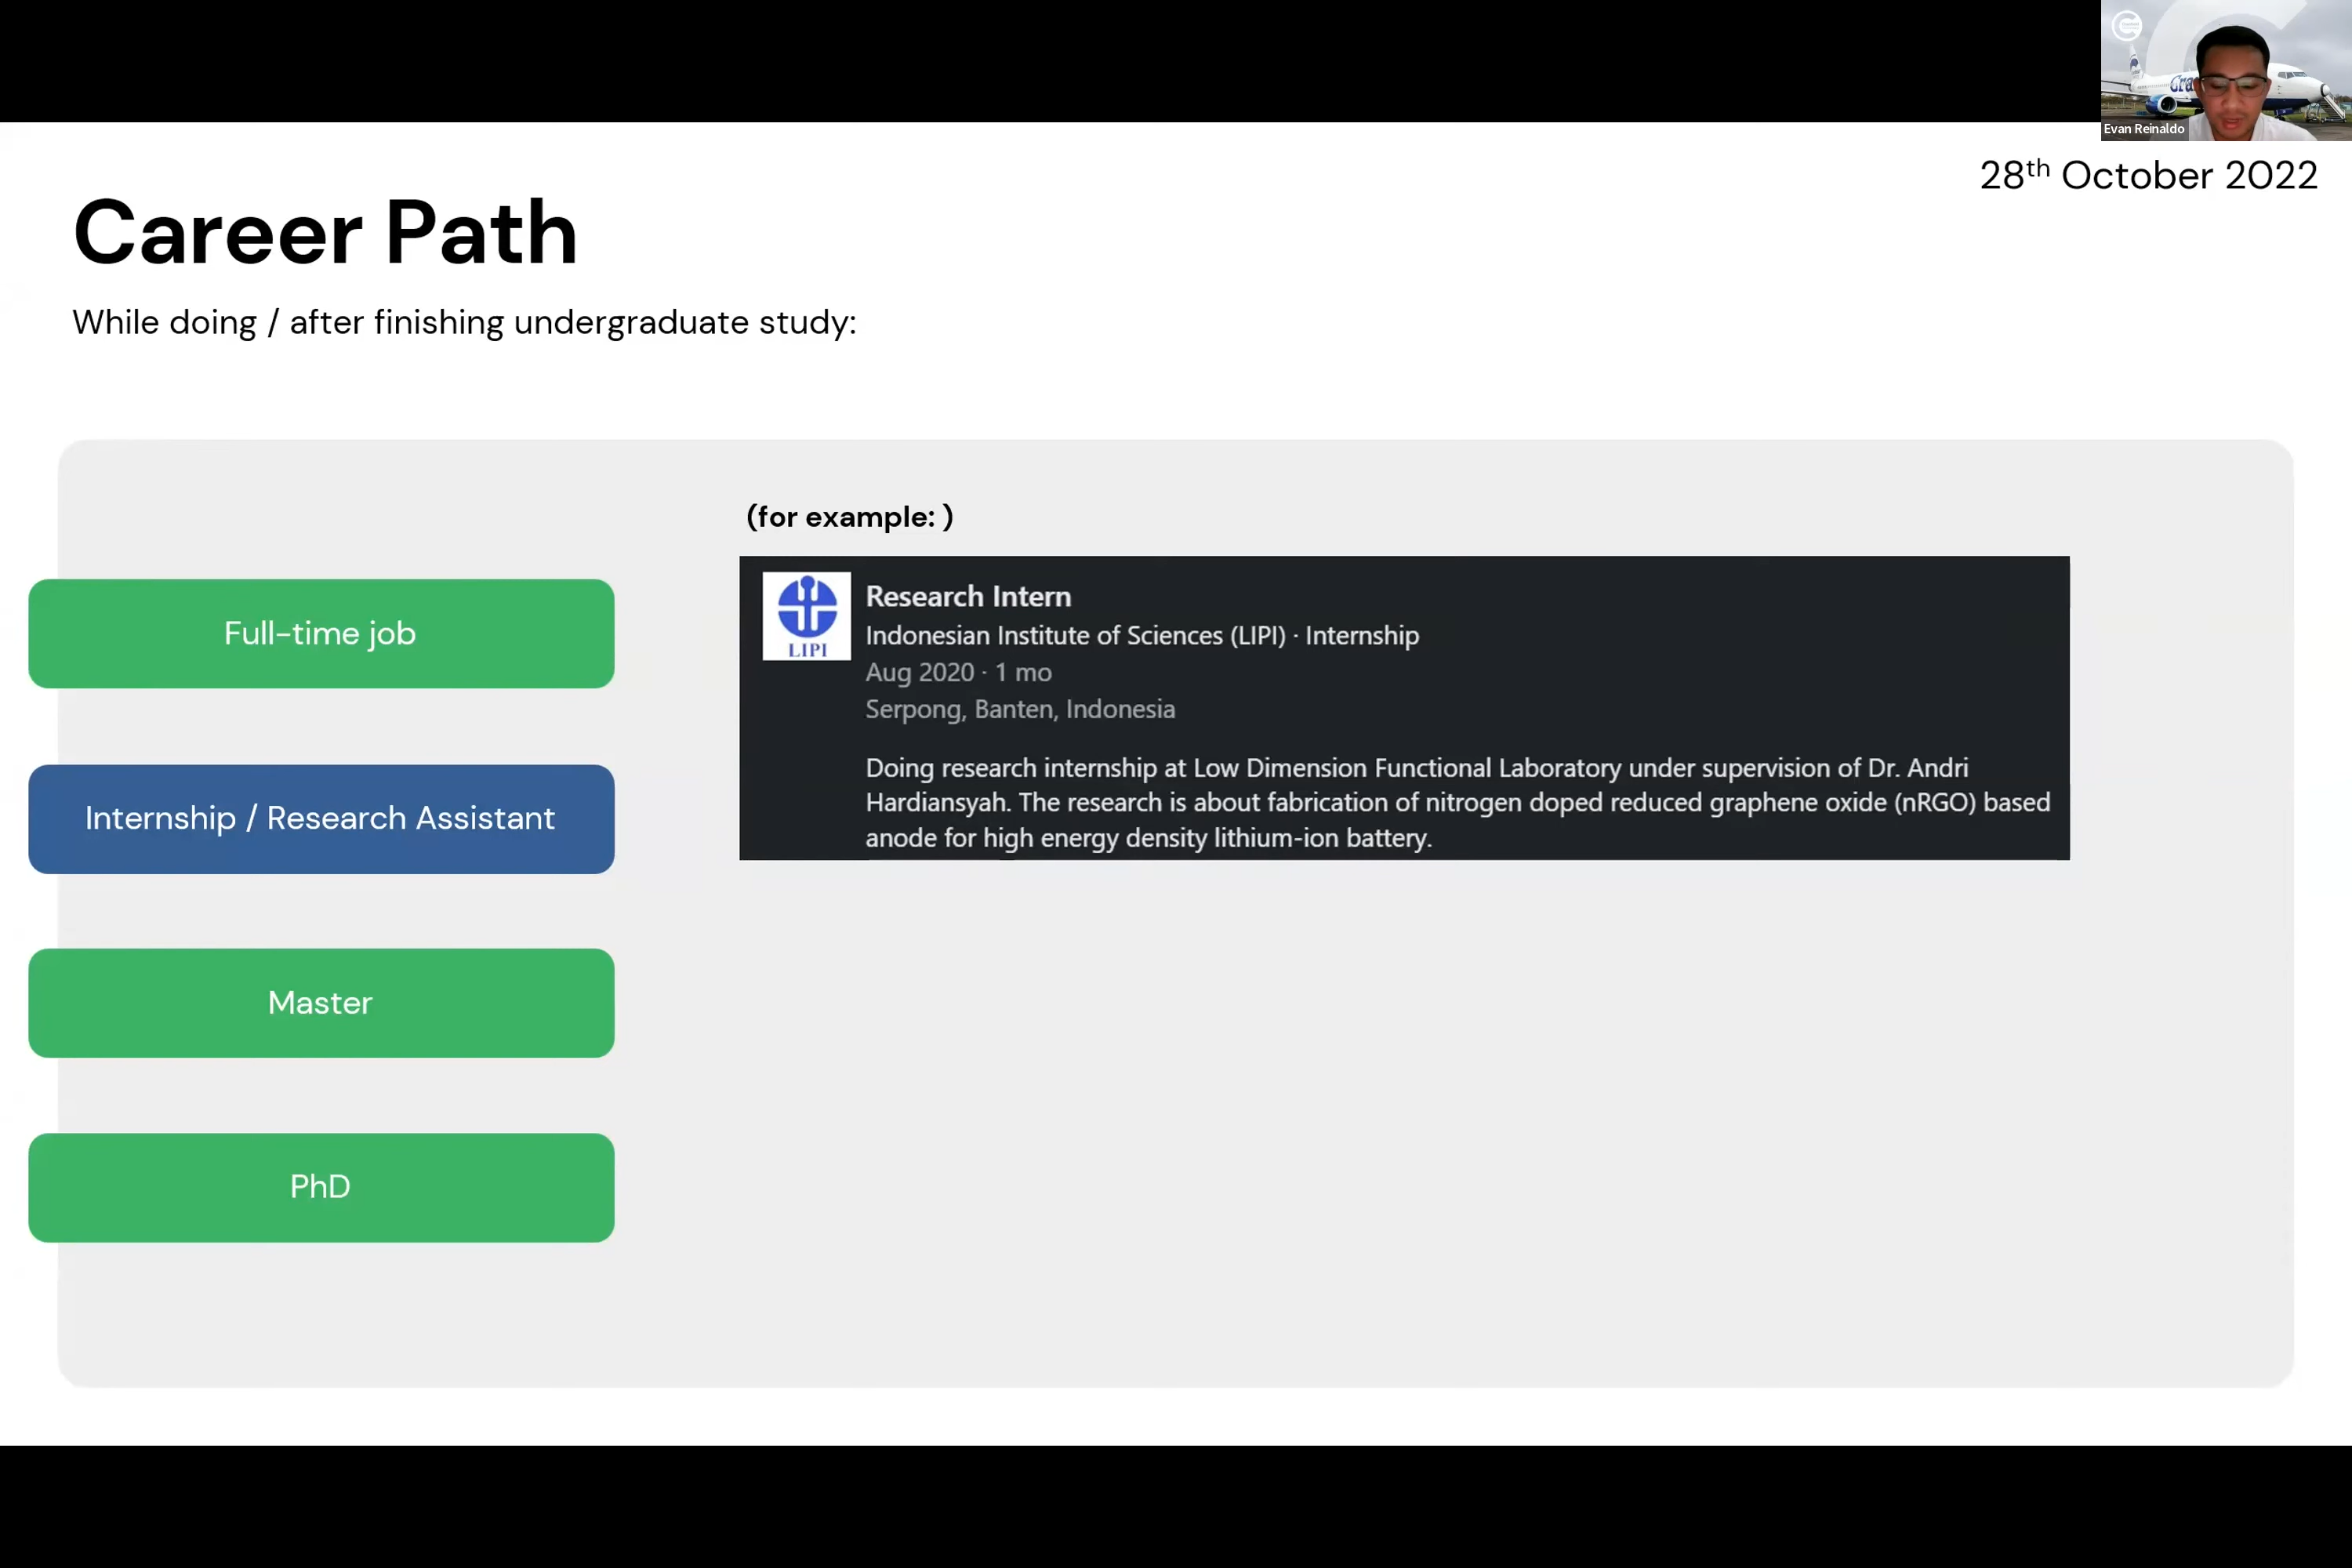 Cra
Evan Reinaldo
28th October 2022
Career Path
While doing / after finishing undergraduate study:
(for example: )
Full-time job
Internship / Research Assistant
Master
PhD
LIPI
Research Intern
Indonesian Institute of Sciences (LIPI) · Internship
Aug 2020 · 1 mo
Serpong, Banten, Indonesia
Doing research internship at Low Dimension Functional Laboratory under supervision of Dr. Andri
Hardiansyah. The research is about fabrication of nitrogen doped reduced graphene oxide (nRGO) based
anode for high energy density lithium-ion battery.